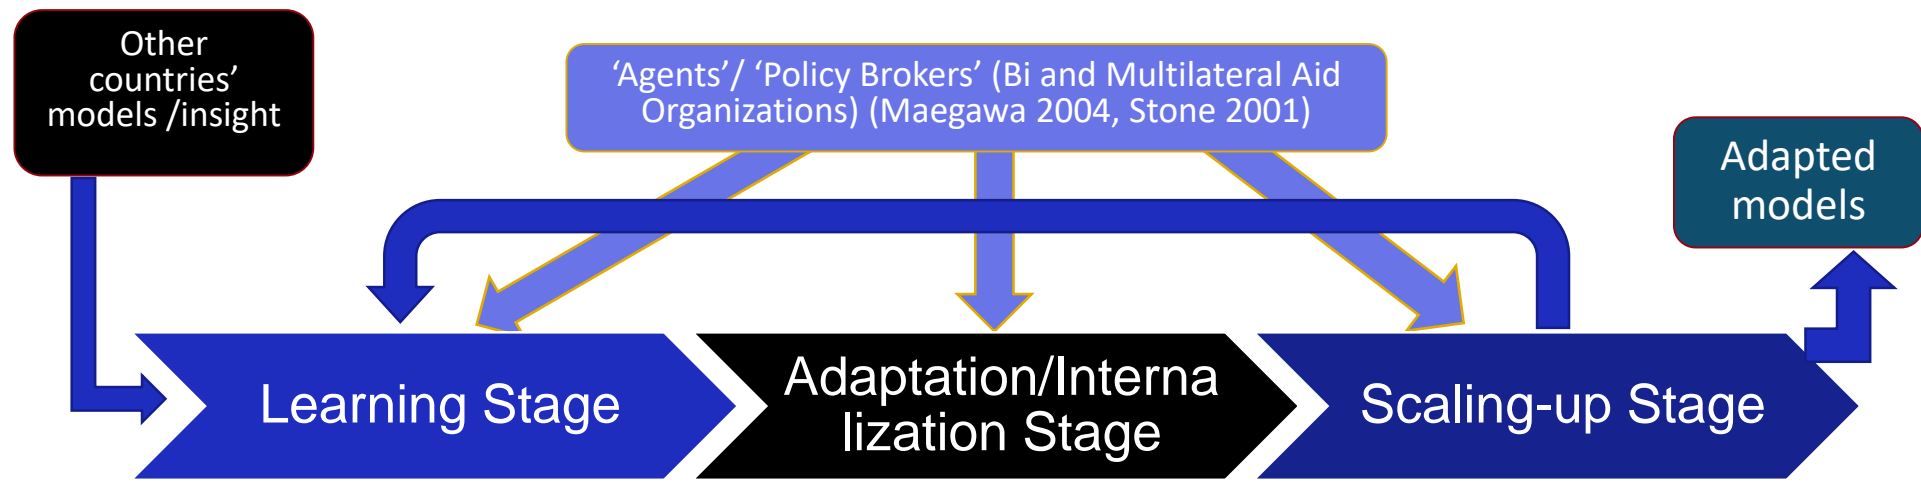 Other
countries’
models /insight
‘Agents’/ ‘Policy Brokers’ (Bi and Multilateral Aid
Organizations) (Maegawa 2004, Stone 2001)
Adapted
models
Learning Stage
Adaptation/Interna
lization Stage
Scaling-up Stage